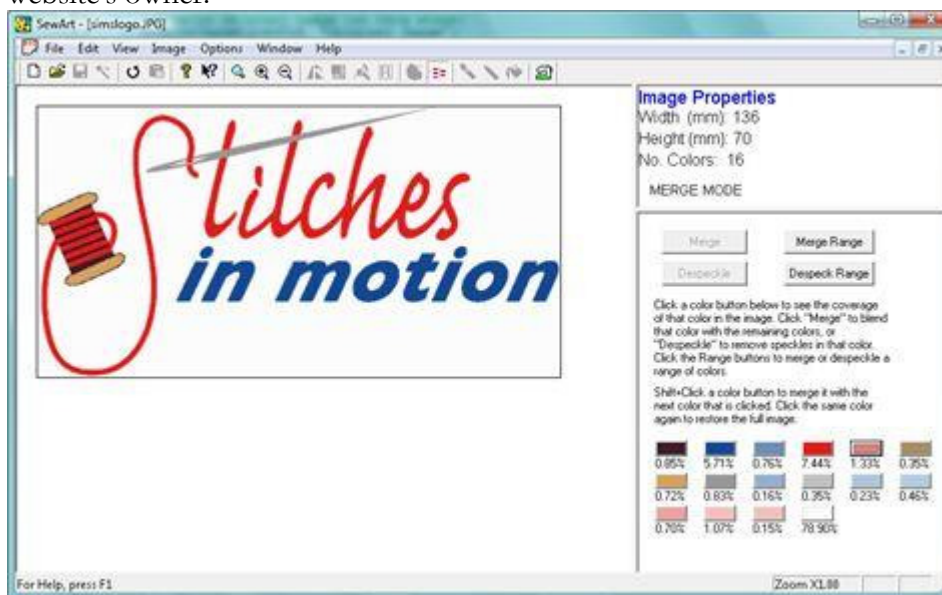 website's owner.
SewArt - [simslogo.JPG]
File Edit View Image Options Window Help
Stitches
in motion
Image Properties
Width (mm): 136
Height (mm): 70
No. Colors: 16
MERGE MODE
Merge Merge Range
Despeckle Despeck Range
Click a color button below to see the coverage
of that color in the image. Click "Merge" to blend
that color with the remaining colors, or
"Despeckle" to remove speckles in that color.
Click the Range buttons to merge or despeckle a
range of colors.
Shift+Click a color button to merge it with the
next color that is clicked. Click the same color
again to restore the full image.
0.85% 5.71% 0.76% 7.44% 1.33% 0.35%
0.72% 0.83% 0.16% 0.35% 0.23% 0.46%
0.70% 1.07% 0.15% 78.90%
For Help, press F1
Zoom X1.00